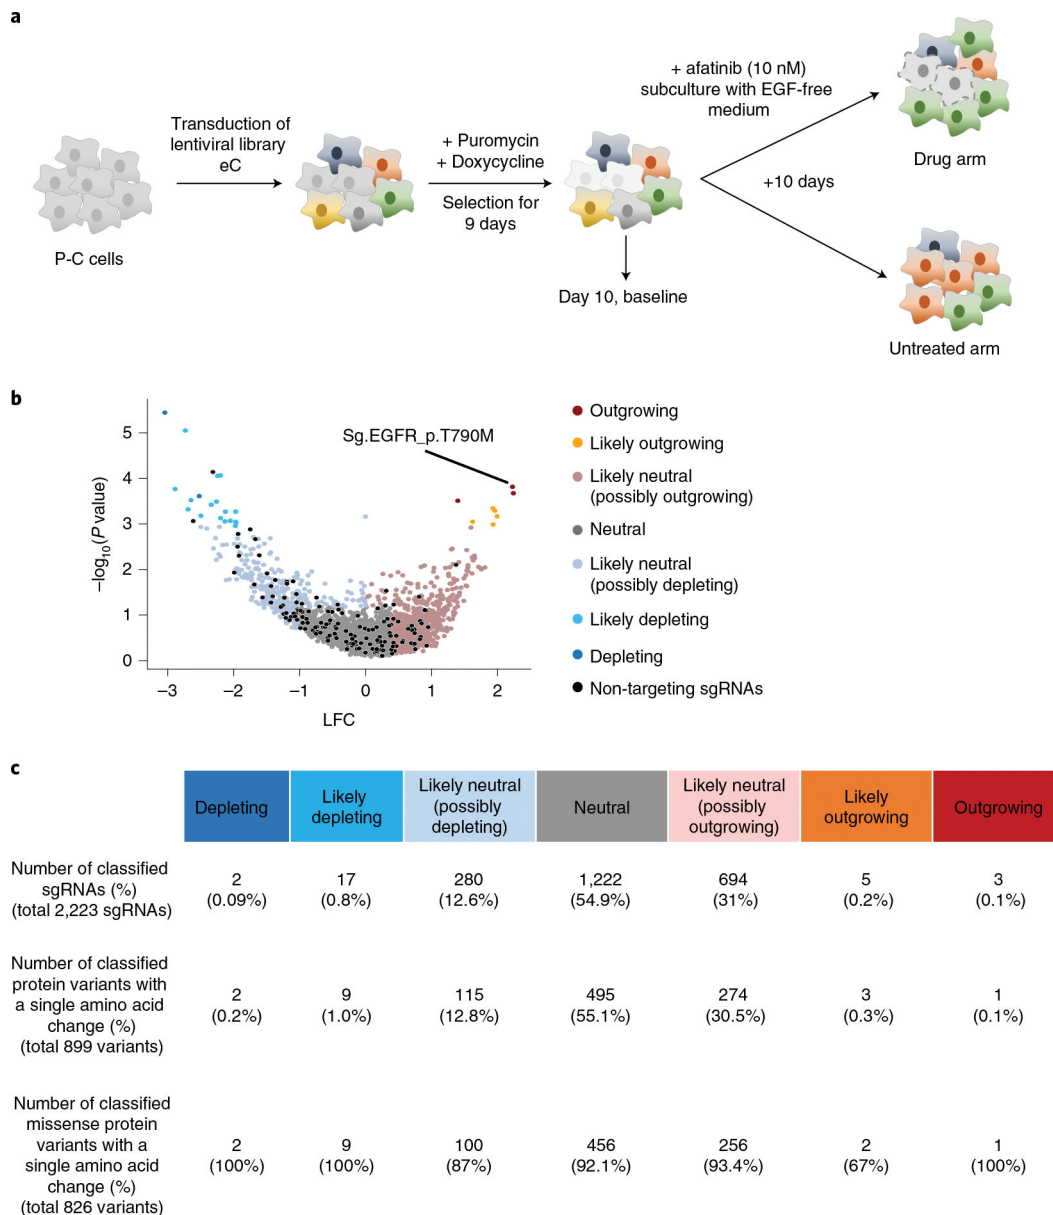 a
Transduction of
lentiviral library
eC
+ Puromycin
+ Doxycycline
Selection for
9 days
+ afatinib (10 nM)
subculture with EGF-free
medium
Drug arm
+10 days
P-C cells
Day 10, baseline
Untreated arm
b
Sg.EGFR_p.T790M
–log10(P value)
5
4
3
2
1
0
–3 –2 –1 0 1 2
LFC
Outgrowing
Likely outgrowing
Likely neutral
(possibly outgrowing)
Neutral
Likely neutral
(possibly depleting)
Likely depleting
Depleting
Non-targeting sgRNAs
c
Depleting
Likely
depleting
Likely neutral
(possibly
depleting)
Neutral
Likely neutral
(possibly
outgrowing)
Likely
outgrowing
Outgrowing
Number of classified
sgRNAs (%)
(total 2,223 sgRNAs)
2 17 280 1,222 694 5 3
(0.09%) (0.8%) (12.6%) (54.9%) (31%) (0.2%) (0.1%)
Number of classified
protein variants with
a single amino acid
change (%)
(total 899 variants)
2 9 115 495 274 3 1
(0.2%) (1.0%) (12.8%) (55.1%) (30.5%) (0.3%) (0.1%)
Number of classified
missense protein
variants with a
single amino acid
change (%)
(total 826 variants)
2 9 100 456 256 2 1
(100%) (100%) (87%) (92.1%) (93.4%) (67%) (100%)